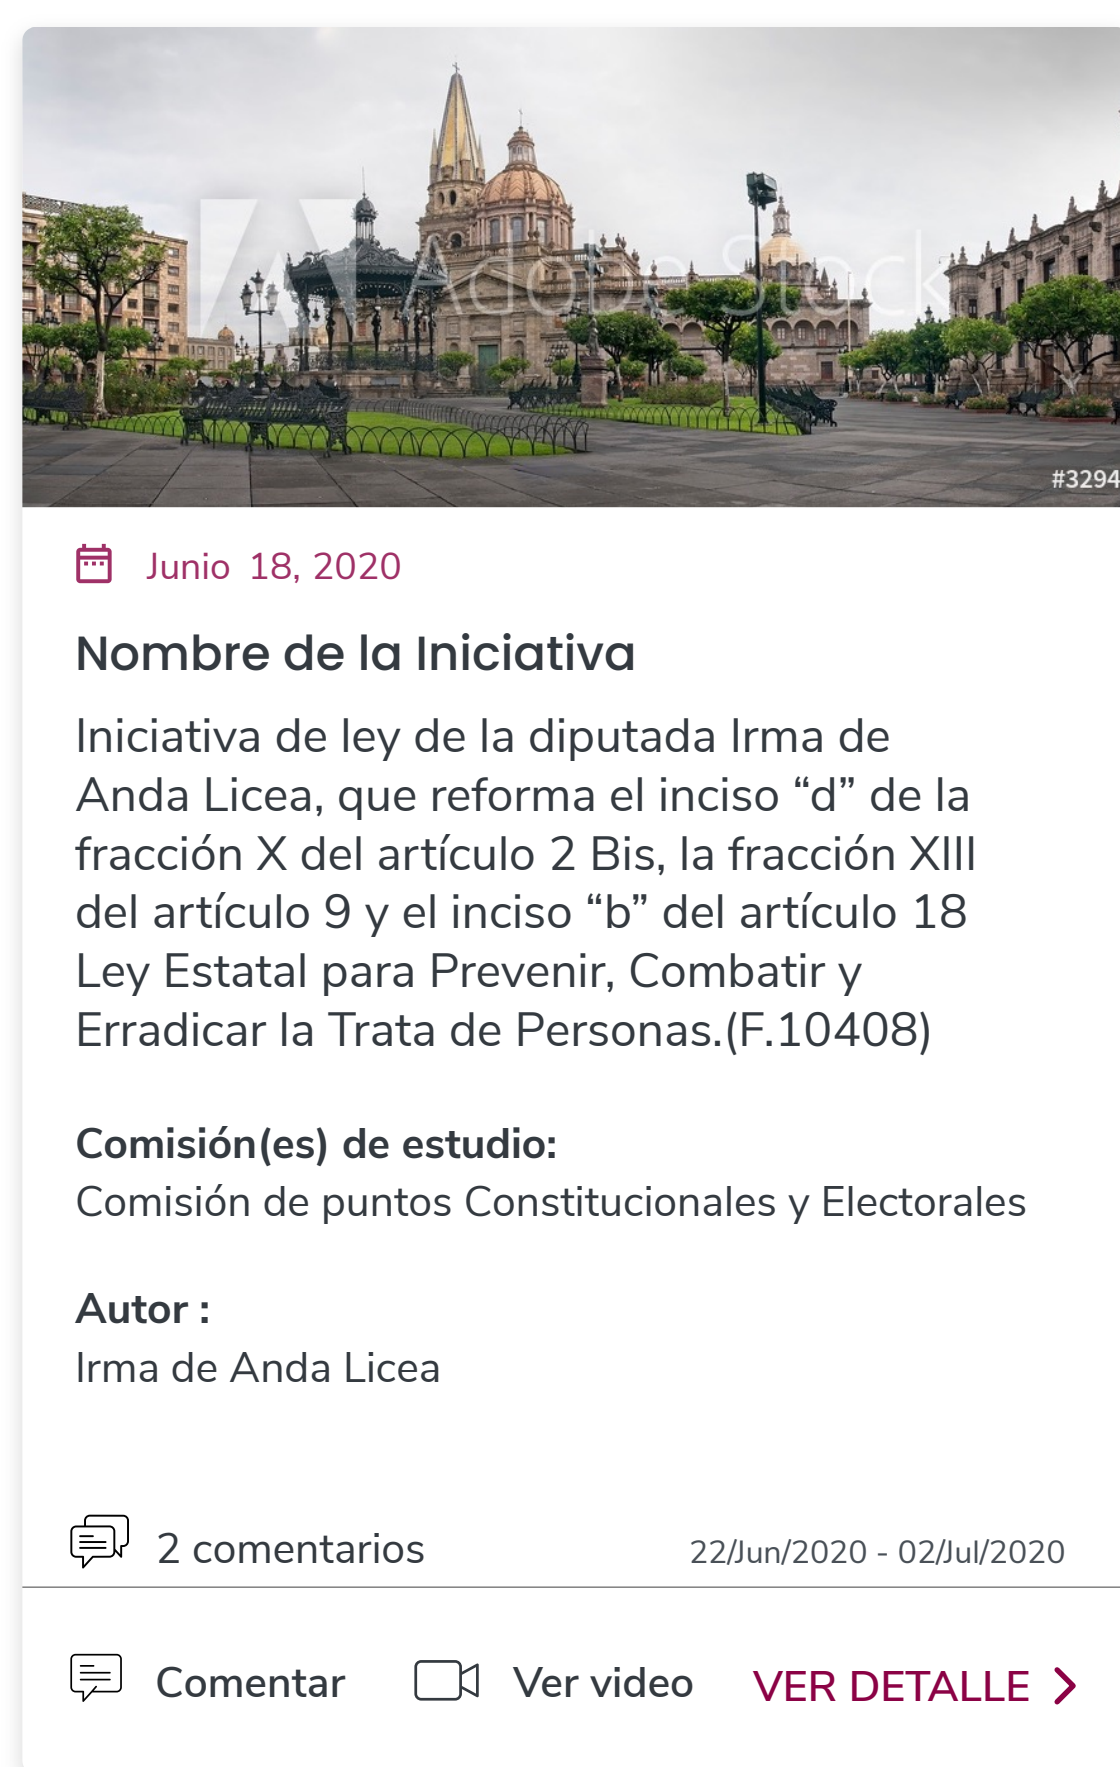 Adobe Stock
#3294
Junio 18, 2020
Nombre de la Iniciativa
Iniciativa de ley de la diputada Irma de
Anda Licea, que reforma el inciso “d” de la
fracción X del artículo 2 Bis, la fracción XIII
del artículo 9 y el inciso “b” del artículo 18
Ley Estatal para Prevenir, Combatir y
Erradicar la Trata de Personas.(F.10408)
Comisión(es) de estudio:
Comisión de puntos Constitucionales y Electorales
Autor :
Irma de Anda Licea
2 comentarios
22/Jun/2020 - 02/Jul/2020
Comentar
Ver video
VER DETALLE